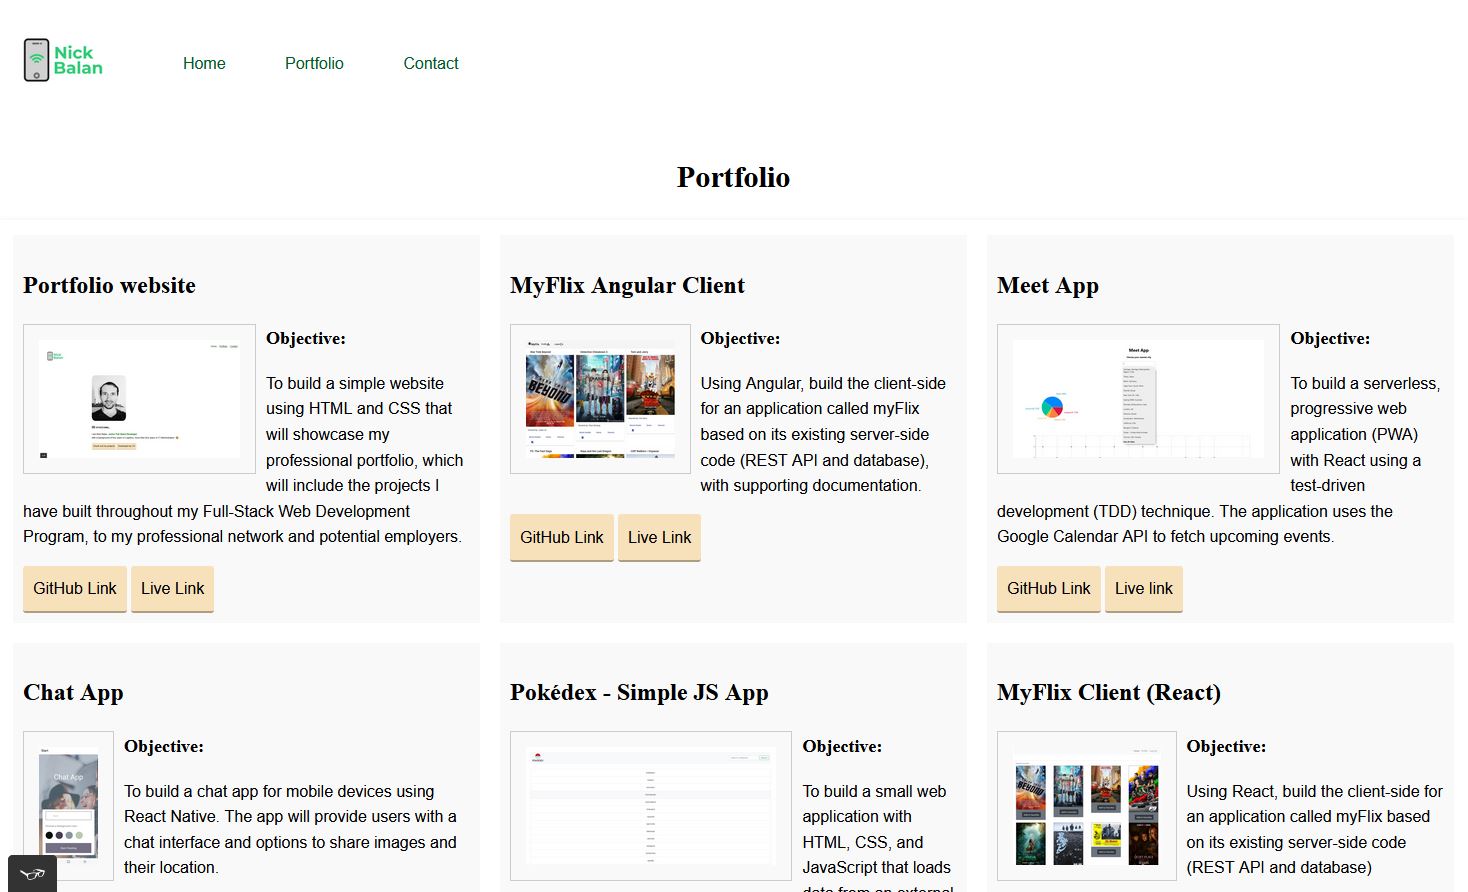 Nick
Balan
Home Portfolio Contact
Portfolio
Portfolio website
Objective:
To build a simple website
using HTML and CSS that
will showcase my
professional portfolio, which
will include the projects I
have built throughout my Full-Stack Web Development
Program, to my professional network and potential employers.
GitHub Link Live Link
MyFlix Angular Client
BEYOND
Objective:
Using Angular, build the client-side
for an application called myFlix
based on its existing server-side
code (REST API and database),
with supporting documentation.
GitHub Link Live Link
Meet App
Meet App
Objective:
To build a serverless,
progressive web
application (PWA)
with React using a
test-driven
development (TDD) technique. The application uses the
Google Calendar API to fetch upcoming events.
GitHub Link Live link
Chat App
Chat App
Objective:
To build a chat app for mobile devices using
React Native. The app will provide users with a
chat interface and options to share images and
their location.
Pokédex - Simple JS App
Objective:
To build a small web
application with
HTML, CSS, and
JavaScript that loads
data from an external
MyFlix Client (React)
Objective:
Using React, build the client-side for
an application called myFlix based
on its existing server-side code
(REST API and database)